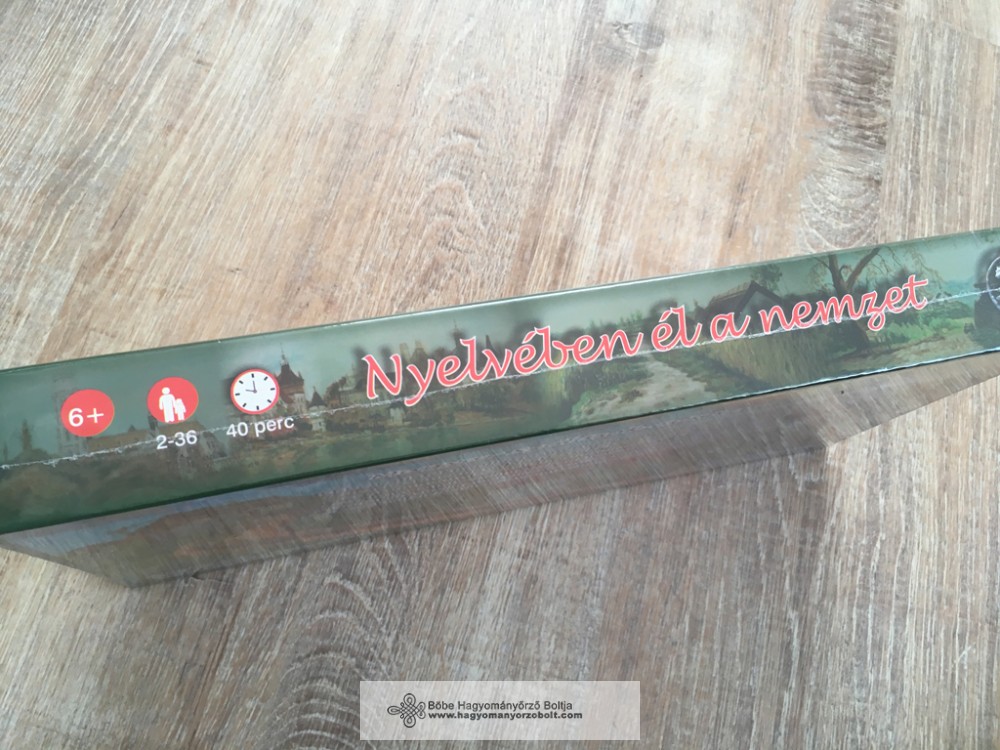 Nyelvében él a nemzet
6+
2-36
40 perc
Böbe Hagyományőrző Boltja
www.hagyomanyorzobolt.com